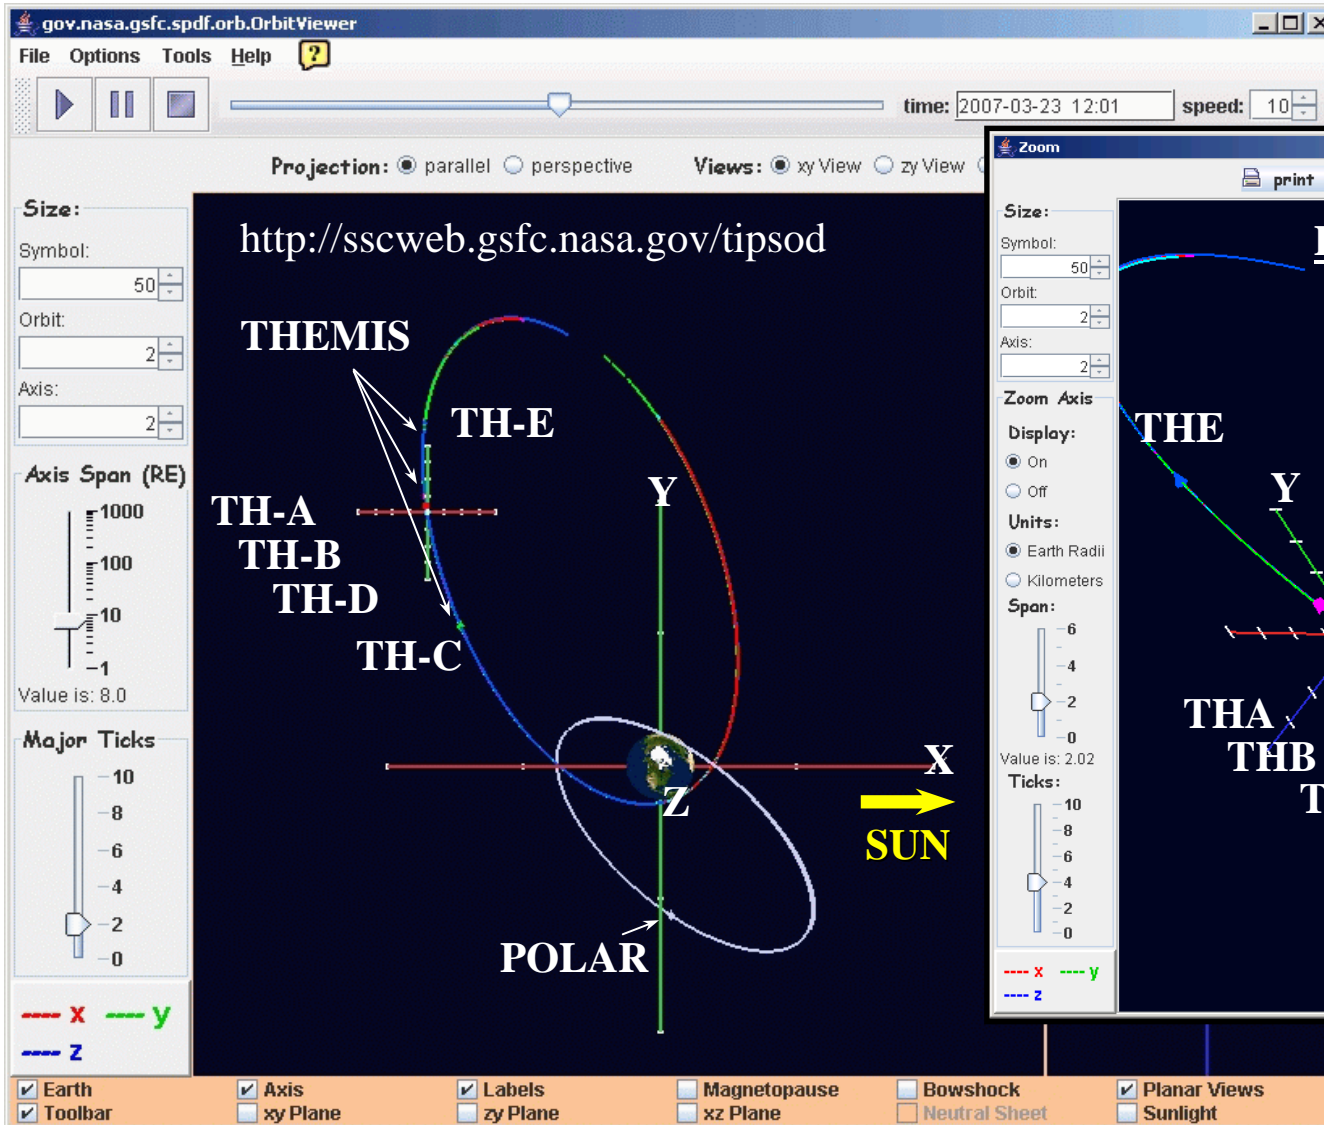 gov.nasa.gsfc.spdf.orb.OrbitViewer
File Options Tools Help ?
time: 2007-03-23 12:01 speed: 10
Projection: parallel perspective Views: xy View zy View
Size:
Symbol:
50
Orbit:
2
Axis:
2
Axis Span (RE)
1000
100
10
1
Value is: 8.0
Major Ticks
10
8
6
4
2
0
---- x ---- y
---- z
http://sscweb.gsfc.nasa.gov/tipsod
THEMIS
TH-E
TH-A
TH-B
TH-D
TH-C
Y
X
Z
SUN
POLAR
Zoom
print
Size:
Symbol:
50
Orbit:
2
Axis:
2
Zoom Axis
Display:
On
Off
Units:
Earth Radii
Kilometers
Span:
6
4
2
0
Value is: 2.02
Ticks:
10
8
6
4
2
0
---- x ---- y
---- z
THE
Y
THA
THB
T
Earth Axis Labels Magnetopause Bowshock Planar Views
Toolbar xy Plane zy Plane xz Plane Neutral Sheet Sunlight